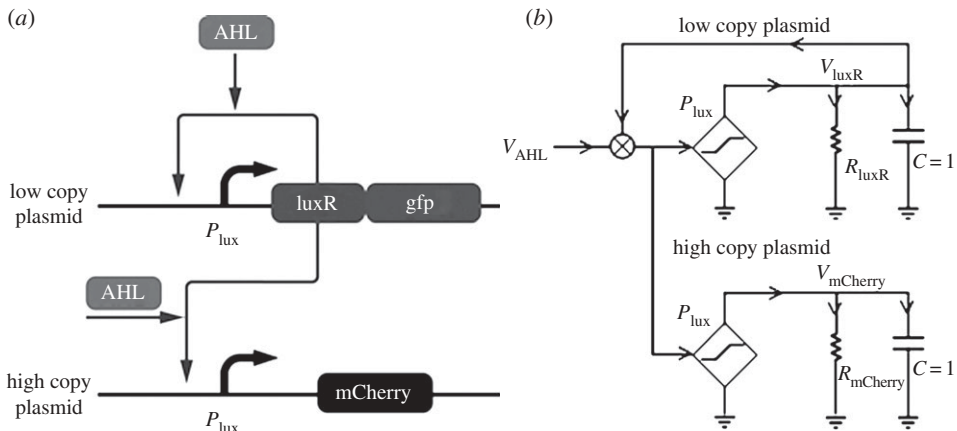 (a)
AHL
low copy
plasmid
P_lux
luxR
gfp
AHL
high copy
plasmid
P_lux
mCherry
(b)
low copy plasmid
V_luxR
P_lux
V_AHL
R_luxR
C = 1
high copy plasmid
V_mCherry
P_lux
R_mCherry
C = 1